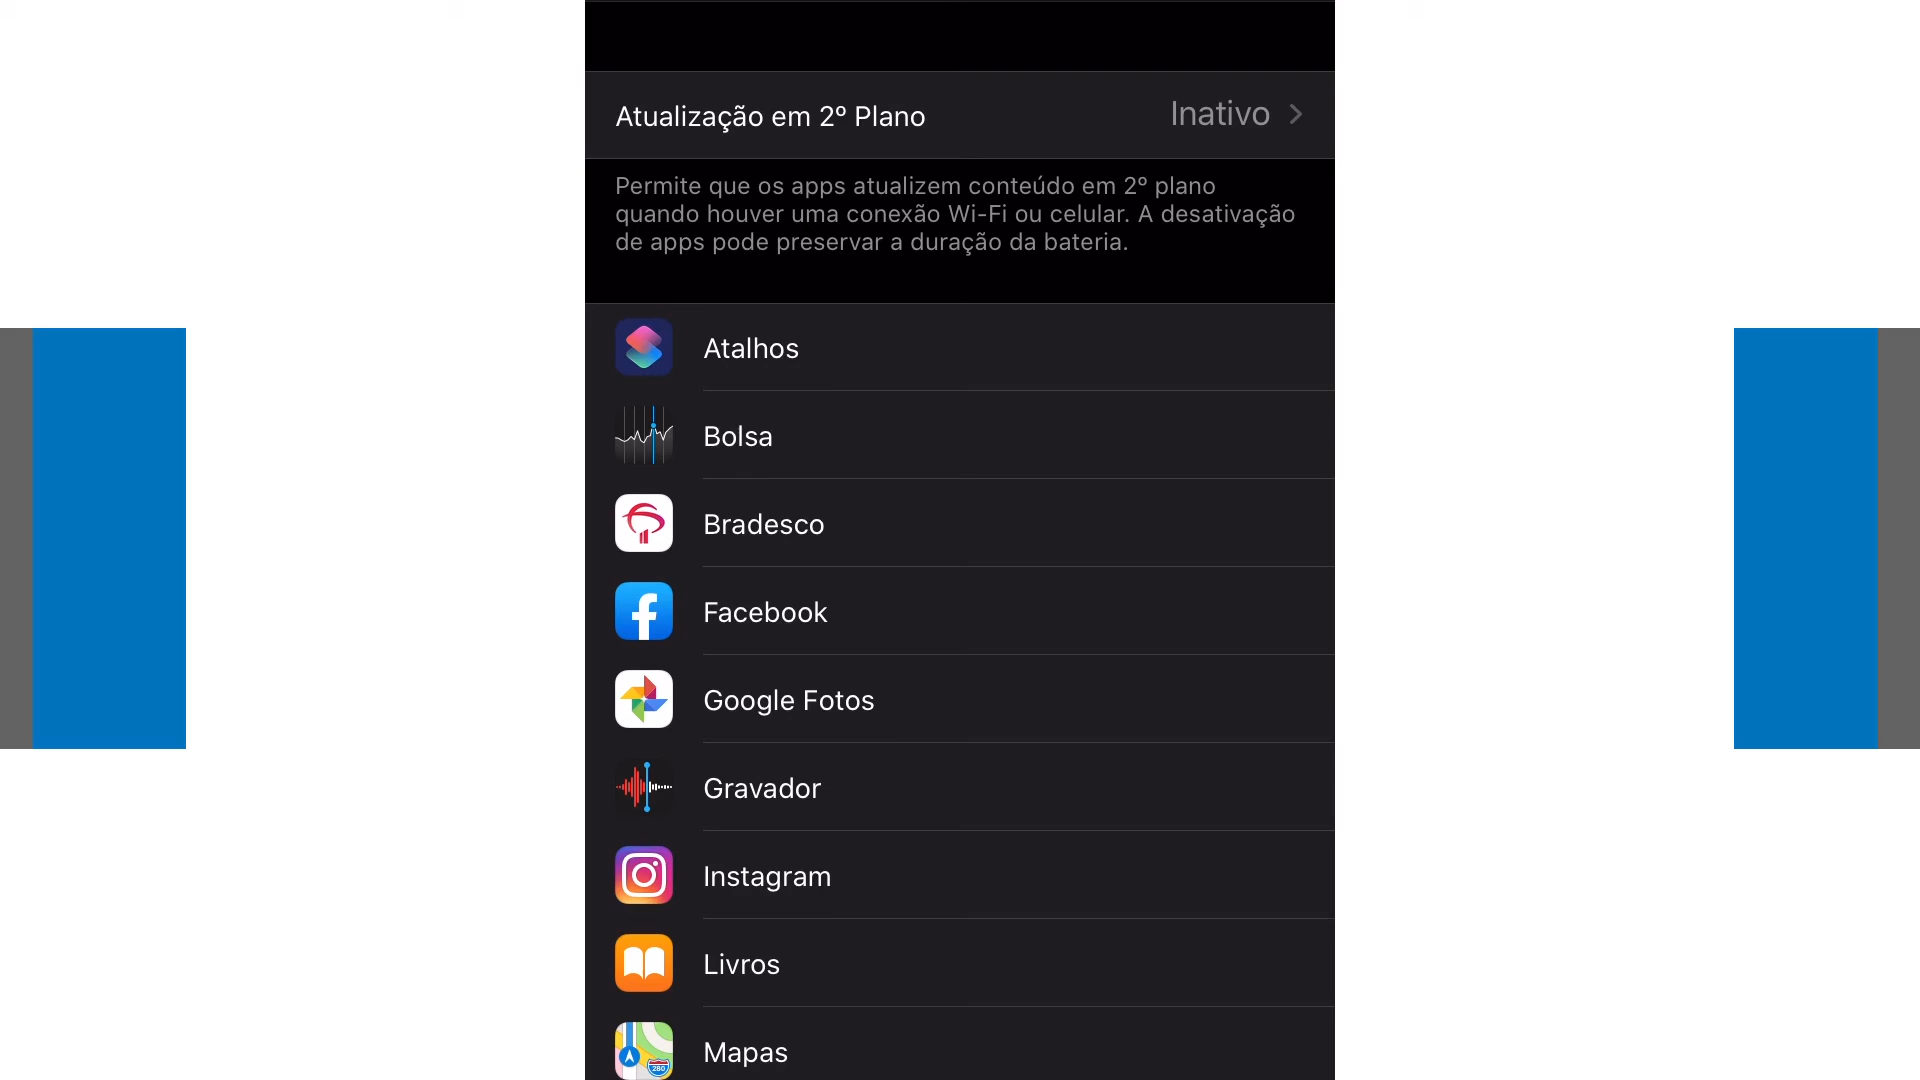 Atualização em 2º Plano
Inativo
Permite que os apps atualizem conteúdo em 2º plano
quando houver uma conexão Wi-Fi ou celular. A desativação
de apps pode preservar a duração da bateria.
Atalhos
Bolsa
Bradesco
Facebook
Google Fotos
Gravador
Instagram
Livros
280
Mapas